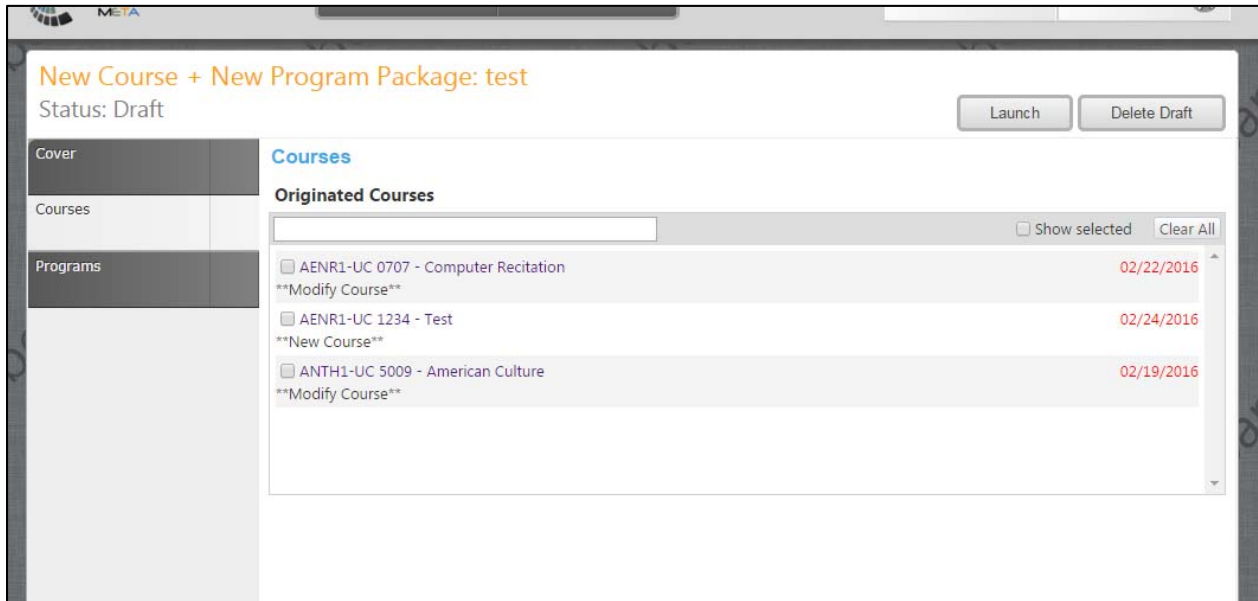 META
New Course + New Program Package: test
Status: Draft
Launch
Delete Draft
Cover
Courses
Programs
Courses
Originated Courses
Show selected
Clear All
AENR1-UC 0707 - Computer Recitation
02/22/2016
**Modify Course**
AENR1-UC 1234 - Test
02/24/2016
**New Course**
ANTH1-UC 5009 - American Culture
02/19/2016
**Modify Course**